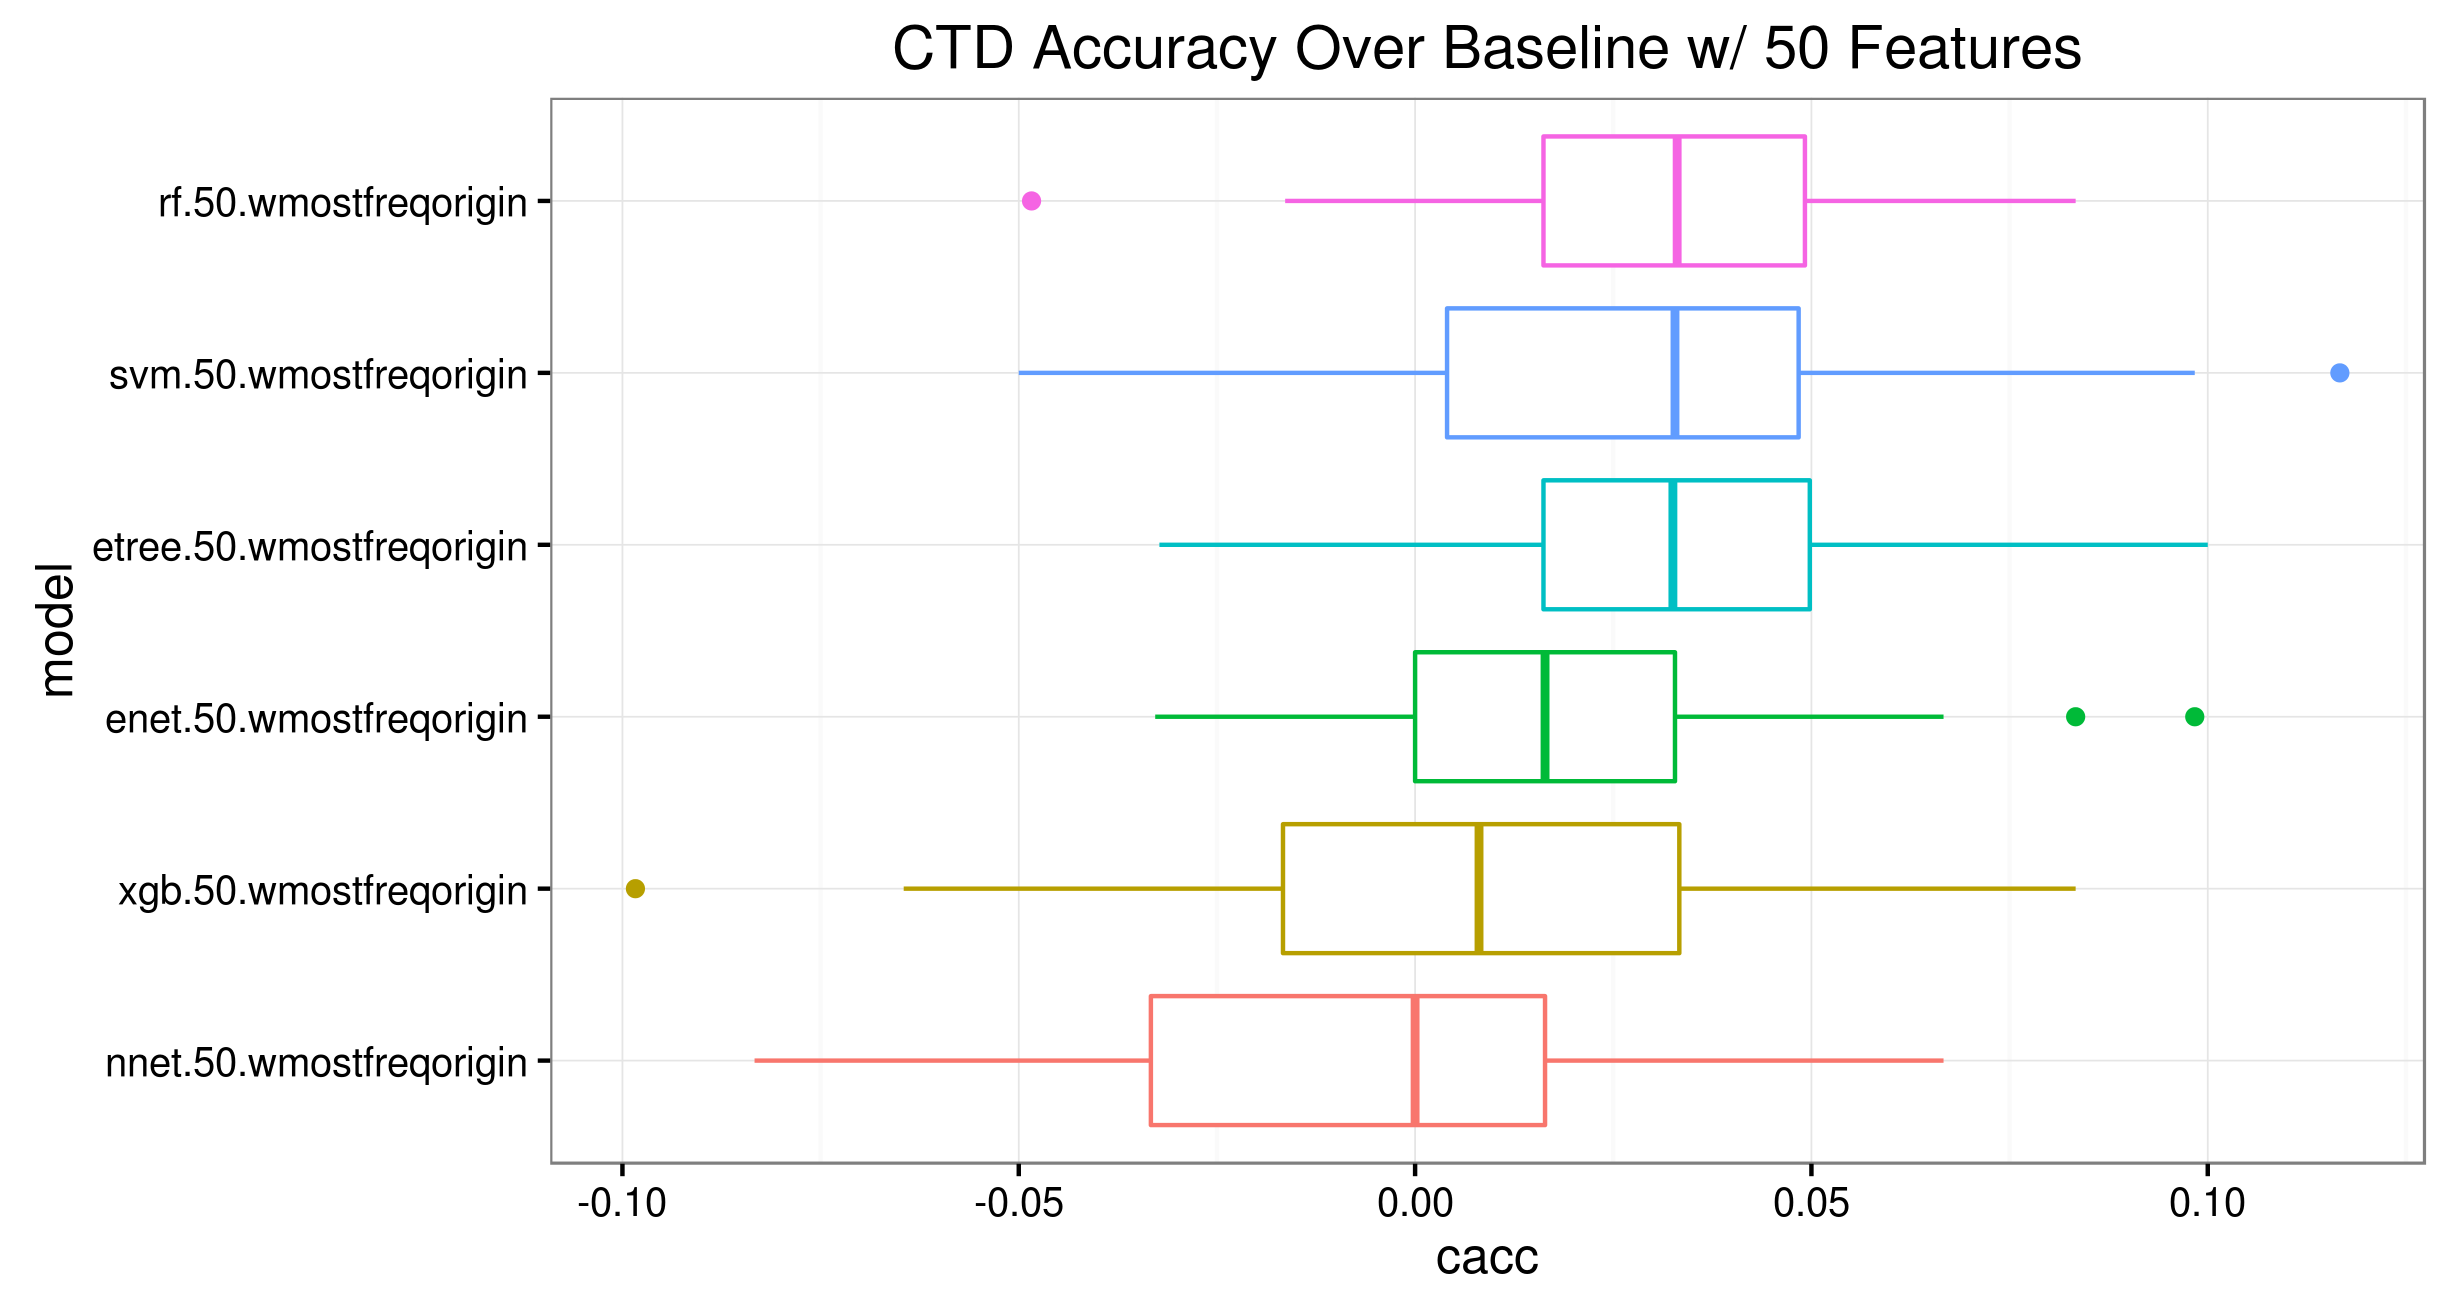 CTD Accuracy Over Baseline w/ 50 Features
rf.50.wmostfreqorigin
svm.50.wmostfreqorigin
etree.50.wmostfreqorigin
model
enet.50.wmostfreqorigin
xgb.50.wmostfreqorigin
nnet.50.wmostfreqorigin
-0.10 -0.05 0.00 0.05 0.10
cacc